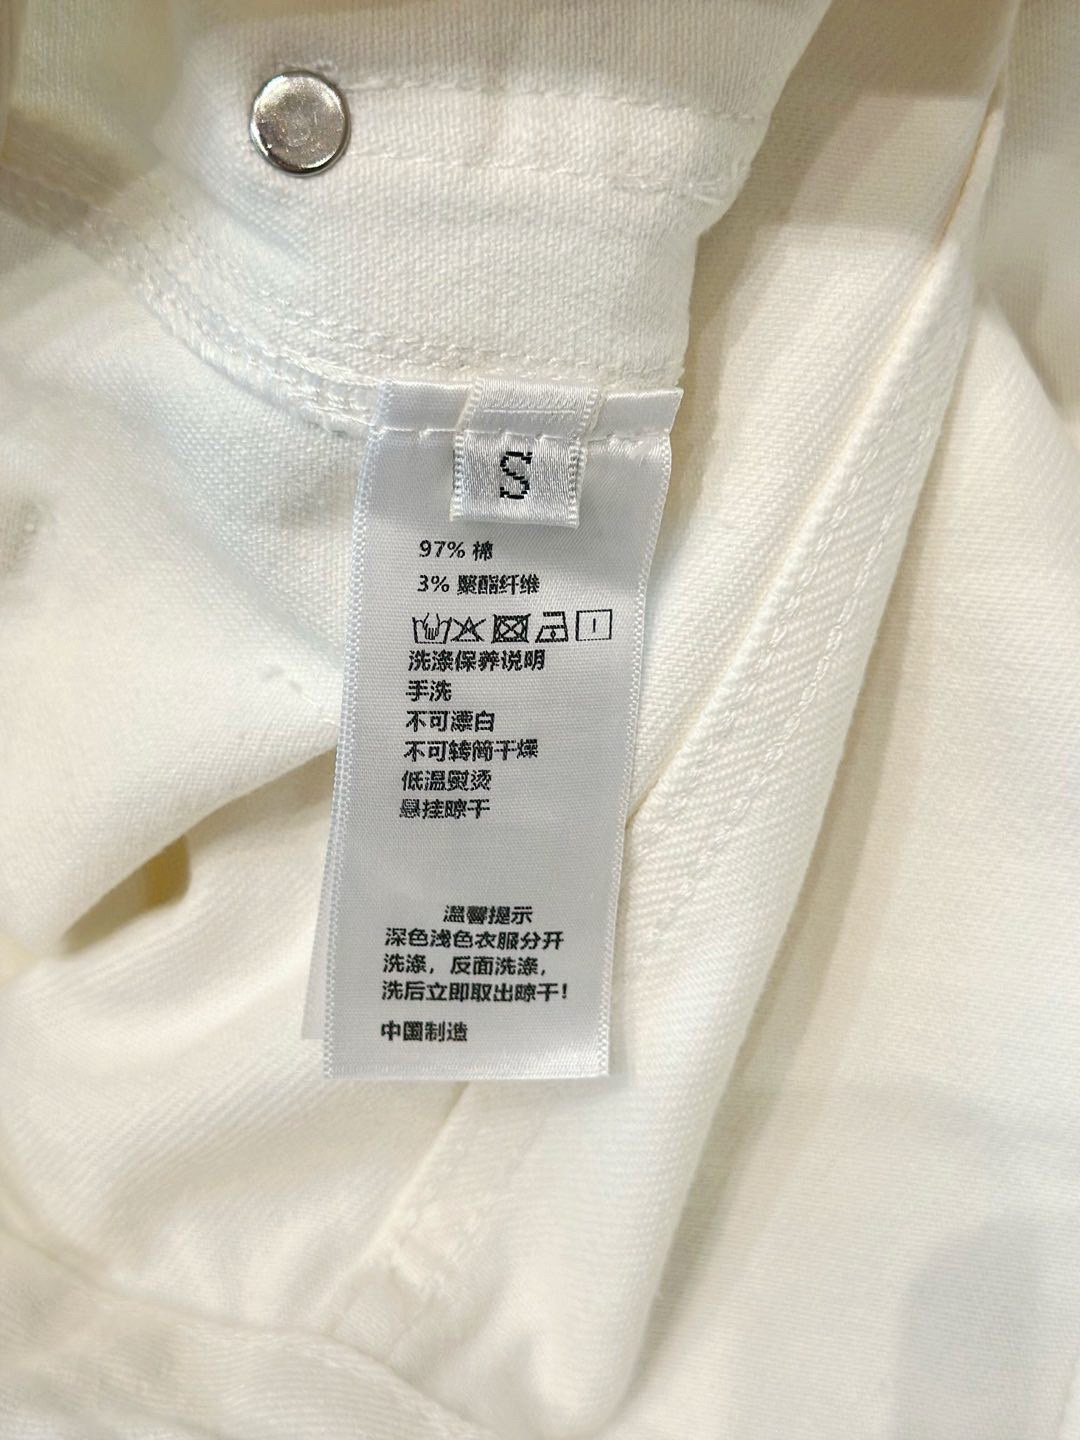 S
97% 棉
3% 聚酯纤维
洗涤保养说明
手洗
不可漂白
不可转筒干燥
低温熨烫
悬挂晾干
温馨提示
深色浅色衣服分开
洗涤，反面洗涤，
洗后立即取出晾干！
中国制造